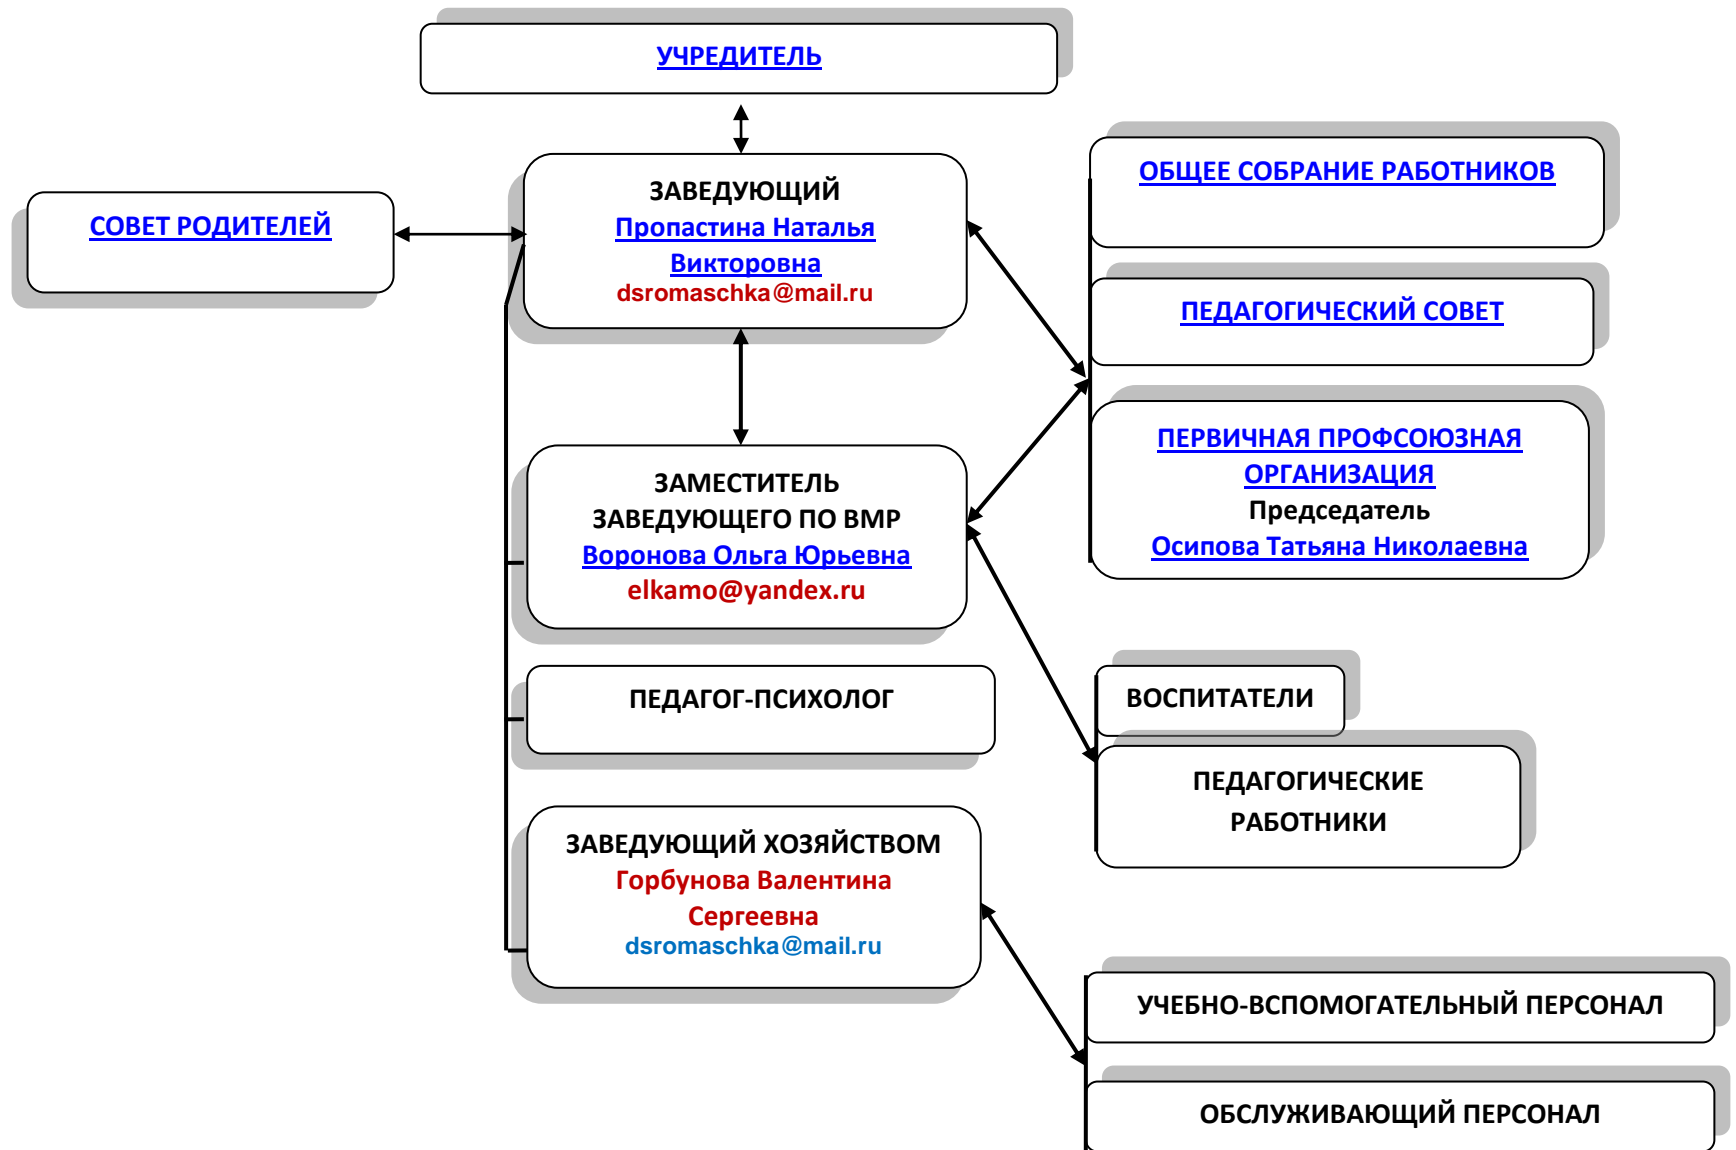 УЧРЕДИТЕЛЬ
СОВЕТ РОДИТЕЛЕЙ
ЗАВЕДУЮЩИЙ
Пропастина Наталья
Викторовна
dsromaschka@mail.ru
ОБЩЕЕ СОБРАНИЕ РАБОТНИКОВ
ПЕДАГОГИЧЕСКИЙ СОВЕТ
ПЕРВИЧНАЯ ПРОФСОЮЗНАЯ
ОРГАНИЗАЦИЯ
Председатель
Осипова Татьяна Николаевна
ЗАМЕСТИТЕЛЬ
ЗАВЕДУЮЩЕГО ПО ВМР
Воронова Ольга Юрьевна
elkamo@yandex.ru
ПЕДАГОГ-ПСИХОЛОГ
ВОСПИТАТЕЛИ
ПЕДАГОГИЧЕСКИЕ
РАБОТНИКИ
ЗАВЕДУЮЩИЙ ХОЗЯЙСТВОМ
Горбунова Валентина
Сергеевна
dsromaschka@mail.ru
УЧЕБНО-ВСПОМОГАТЕЛЬНЫЙ ПЕРСОНАЛ
ОБСЛУЖИВАЮЩИЙ ПЕРСОНАЛ